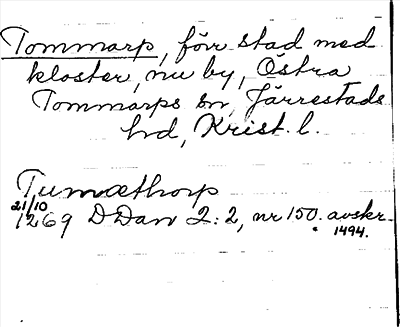 Tommarp, förr stad med
kloster, nu by, Östra
Tommarps sn, Järrestads
hd, Krist. l.
Tumæthorp
21/10
1269 DDan 2:2, nr 150. avskr.
1494.